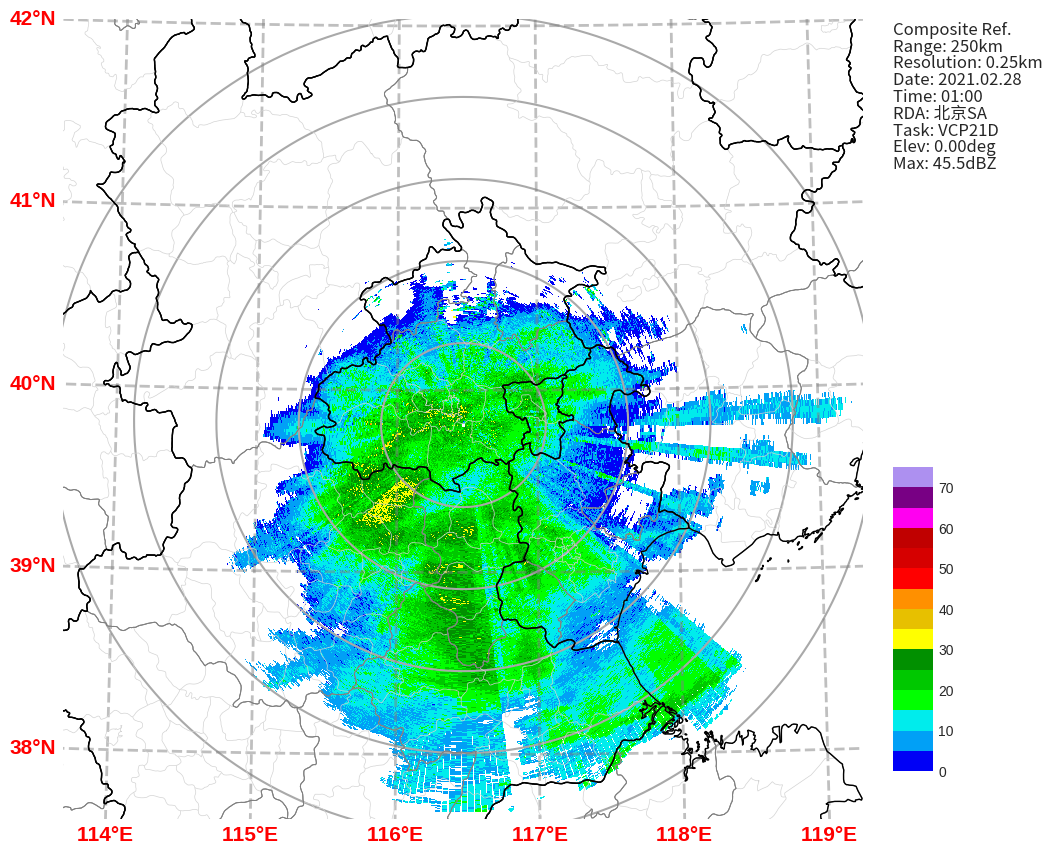 42°N
41°N
40°N
39°N
38°N
114°E
115°E
116°E
117°E
118°E
119°E
Composite Ref.
Range: 250km
Resolution: 0.25km
Date: 2021.02.28
Time: 01:00
RDA: 北京SA
Task: VCP21D
Elev: 0.00deg
Max: 45.5dBZ
70
60
50
40
30
20
10
0